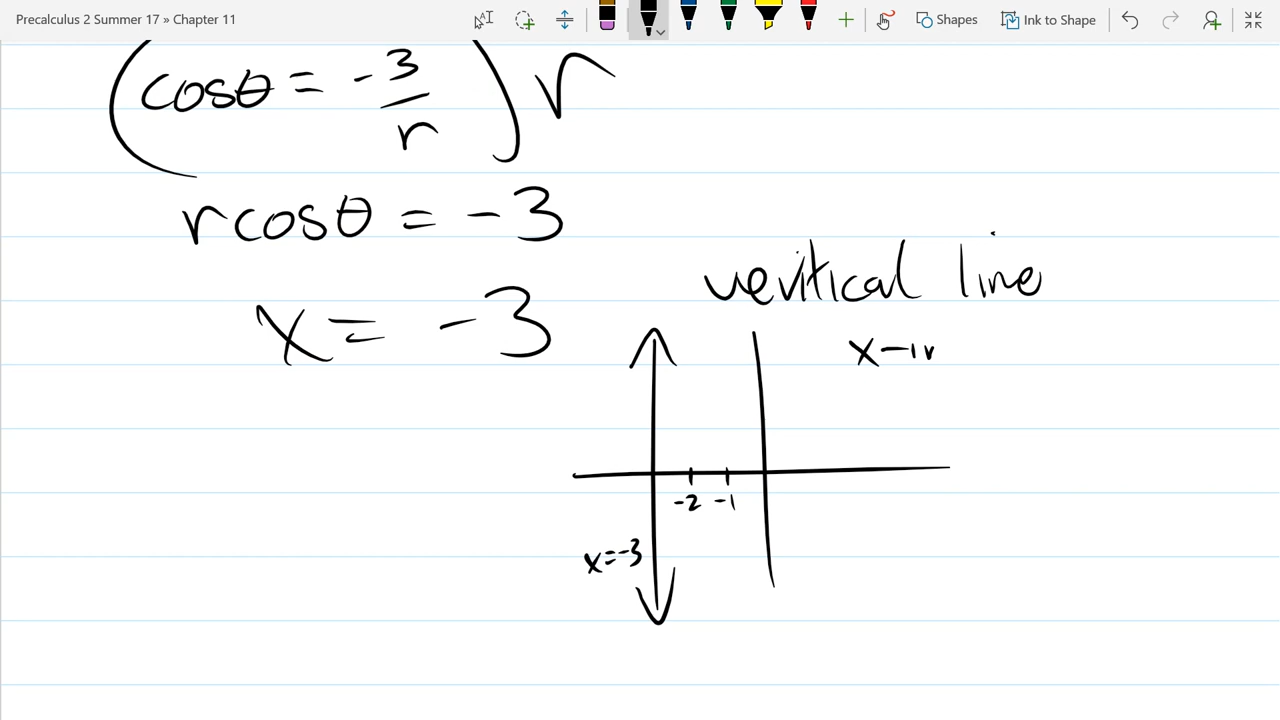 Precalculus 2 Summer 17 » Chapter 11
Shapes
Ink to Shape
(cosθ = -3/r) r
rcosθ = -3
veritical line
x = -3
-2 -1
x=-3